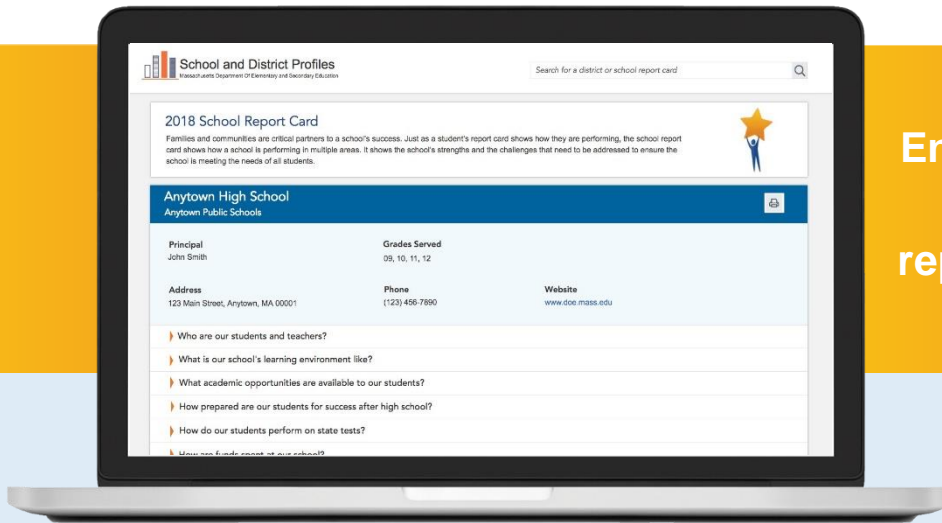 School and District Profiles
Massachusetts Department Of Elementary and Secondary Education
Search for a district or school report card
2018 School Report Card
Families and communities are critical partners to a school's success. Just as a student's report card shows how they are performing, the school report
card shows how a school is performing in multiple areas. It shows the school's strengths and the challenges that need to be addressed to ensure the
school is meeting the needs of all students.
Anytown High School
Anytown Public Schools
Principal
John Smith
Grades Served
09, 10, 11, 12
Address
123 Main Street, Anytown, MA 00001
Phone
(123) 456-7890
Website
www.doe.mass.edu
Who are our students and teachers?
What is our school's learning environment like?
What academic opportunities are available to our students?
How prepared are our students for success after high school?
How do our students perform on state tests?
How are funds spent at our school?